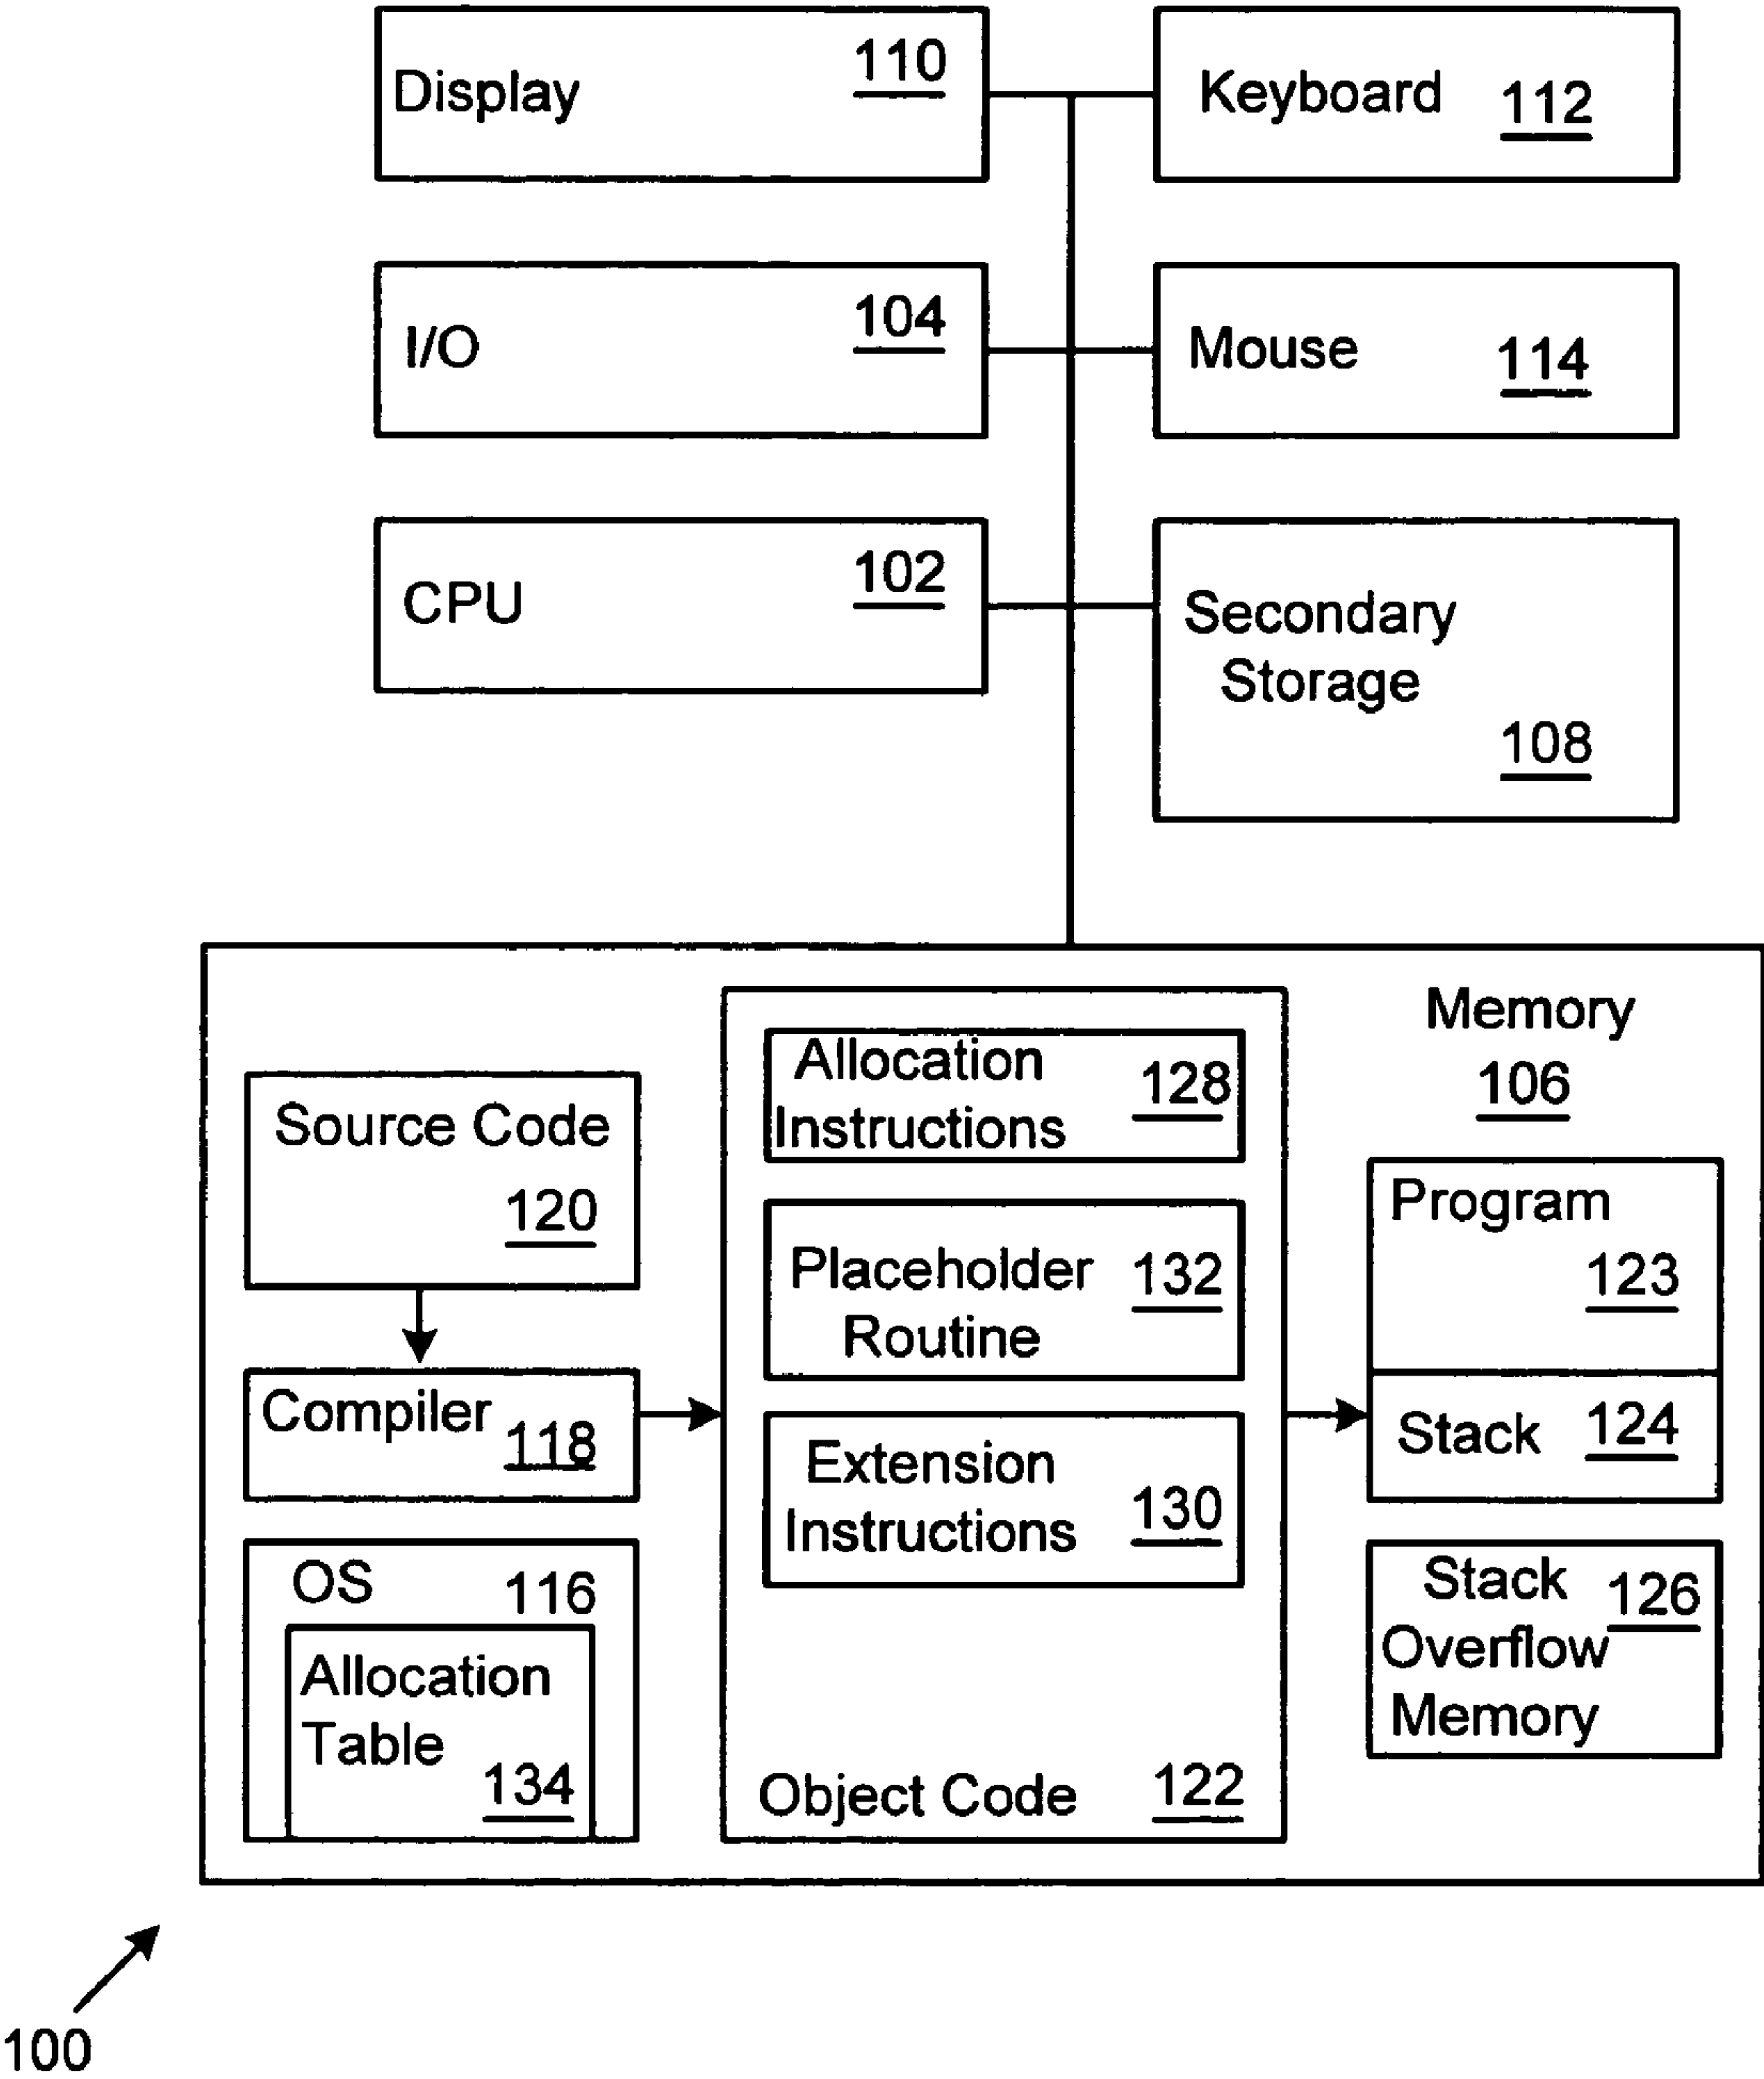 Display 110
Keyboard 112
I/O 104
Mouse 114
CPU 102
Secondary
Storage
108
Memory
106
Source Code
120
Compiler 118
OS 116
Allocation
Table
134
Allocation
Instructions
128
Placeholder
Routine
132
Extension
Instructions
130
Object Code 122
Program
123
Stack 124
Stack
Overflow
Memory
126
100